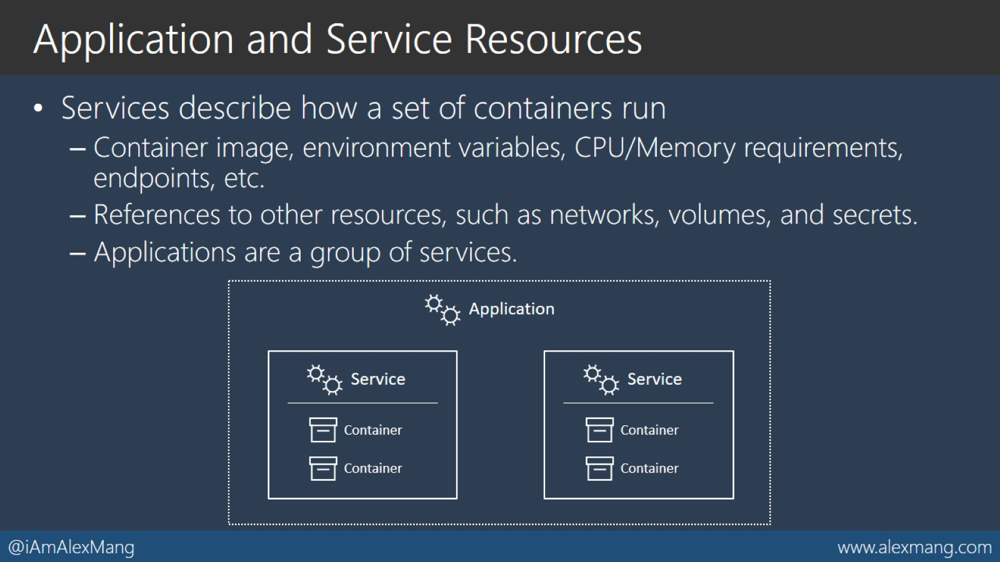 Application and Service Resources
• Services describe how a set of containers run
– Container image, environment variables, CPU/Memory requirements,
endpoints, etc.
– References to other resources, such as networks, volumes, and secrets.
– Applications are a group of services.
Application
Service
Container
Container
Service
Container
Container
@iAmAlexMang
www.alexmang.com